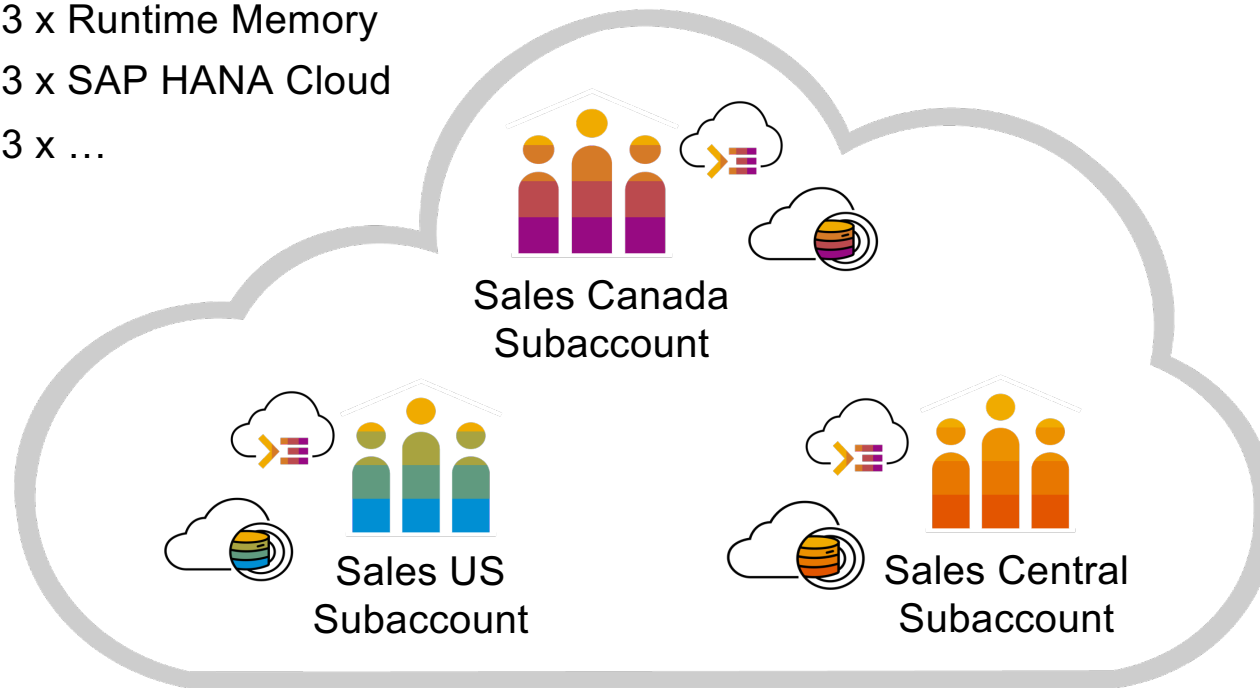 3 x Runtime Memory
3 x SAP HANA Cloud
3 x …
Sales Canada
Subaccount
Sales US
Subaccount
Sales Central
Subaccount